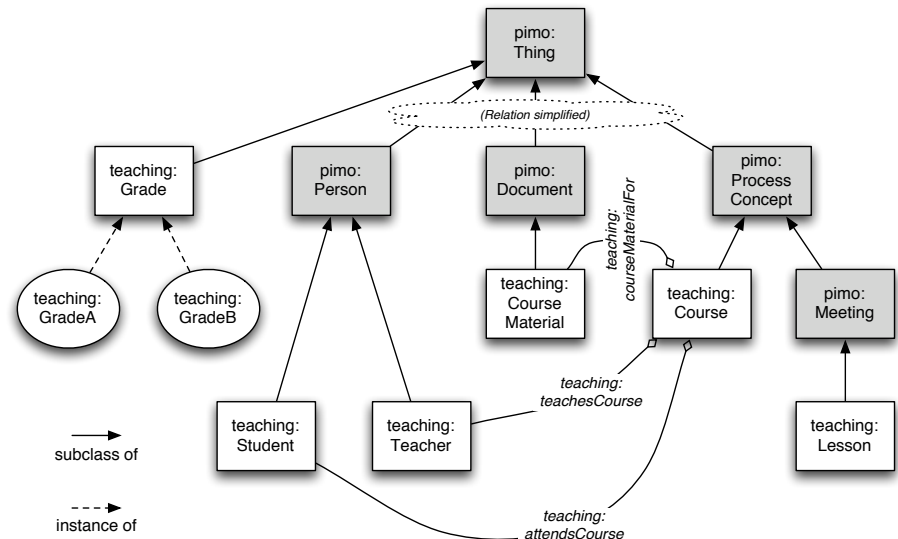 pimo:
Thing
(Relation simplified)
teaching:
Grade
pimo:
Person
pimo:
Document
pimo:
Process
Concept
teaching:
courseMaterialFor
teaching:
GradeA
teaching:
GradeB
teaching:
Course
Material
teaching:
Course
pimo:
Meeting
teaching:
teachesCourse
teaching:
Student
teaching:
Teacher
teaching:
Lesson
subclass of
instance of
teaching:
attendsCourse